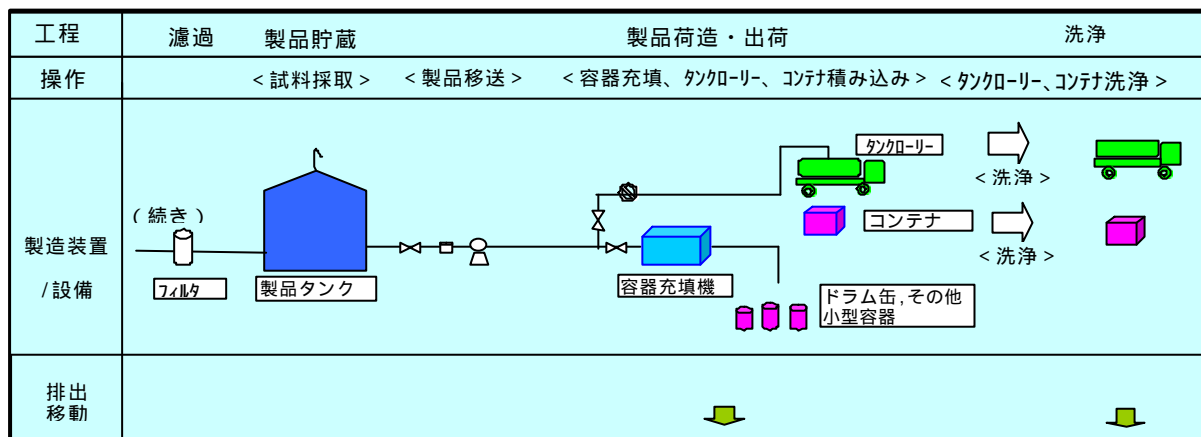 工程
濾過
製品貯蔵
製品荷造・出荷
洗浄
操作
<試料採取>
<製品移送>
<容器充填、ﾀﾝｸﾛｰﾘｰ、ｺﾝﾃﾅ積み込み>
<ﾀﾝｸﾛｰﾘｰ、ｺﾝﾃﾅ洗浄>
製造装置
/設備
(続き)
ﾌｨﾙﾀ
製品タンク
容器充填機
ﾀﾝｸﾛｰﾘｰ
コンテナ
ドラム缶,その他
小型容器
<洗浄>
<洗浄>
排出
移動